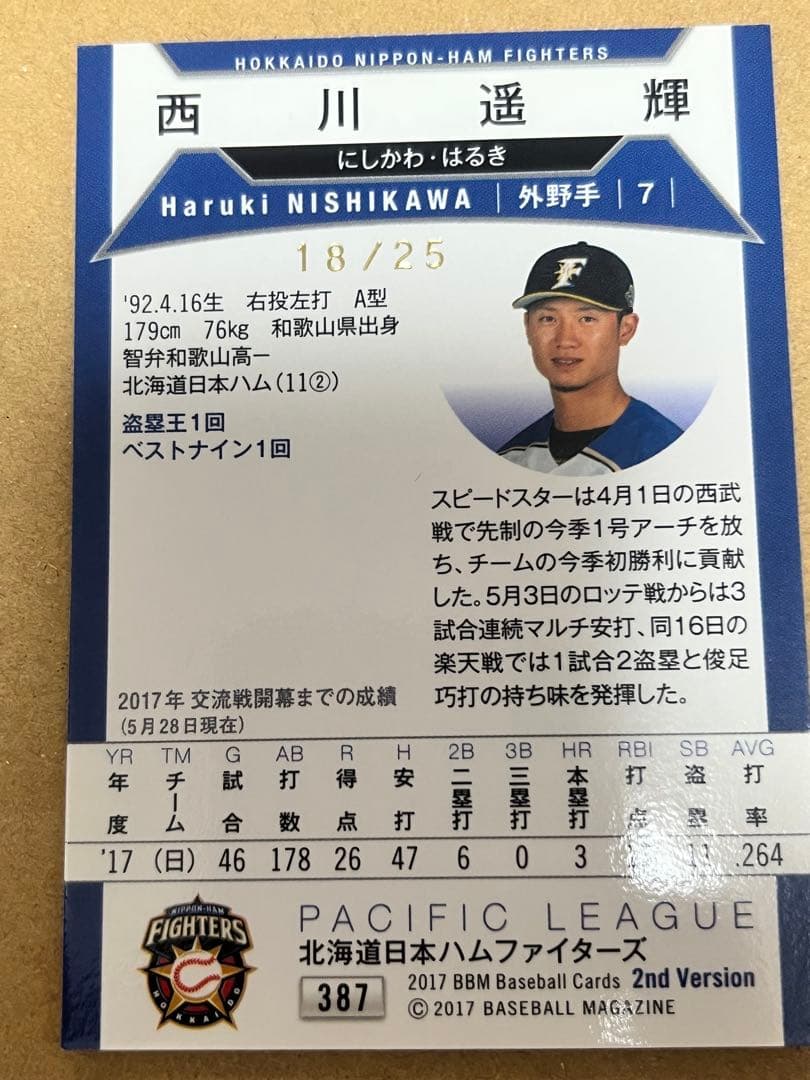 HOKKAIDO NIPPON-HAM FIGHTERS
西川遥輝
にしかわ・はるき
Haruki NISHIKAWA | 外野手 | 7 |
18/25
F
'92.4.16生 右投左打 A型
179cm 76kg 和歌山県出身
智弁和歌山高ー
北海道日本ハム(11②)
盗塁王1回
ベストナイン1回
スピードスターは4月1日の西武
戦で先制の今季1号アーチを放
ち、チームの今季初勝利に貢献
した。5月3日のロッテ戦からは3
試合連続マルチ安打、同16日の
楽天戦では1試合2盗塁と俊足
巧打の持ち味を発揮した。
2017年 交流戦開幕までの成績
(5月28日現在)
YR TM G AB R H 2B 3B HR RBI SB AVG
年度 チーム 試合 打数 得点 安打 二塁打 三塁打 本塁打 打点 盗塁 打率
'17 (日) 46 178 26 47 6 0 3 11 .264
NIPPON-HAM
FIGHTERS
HOKKAIDO
PACIFIC LEAGUE
北海道日本ハムファイターズ
387
2017 BBM Baseball Cards 2nd Version
© 2017 BASEBALL MAGAZINE